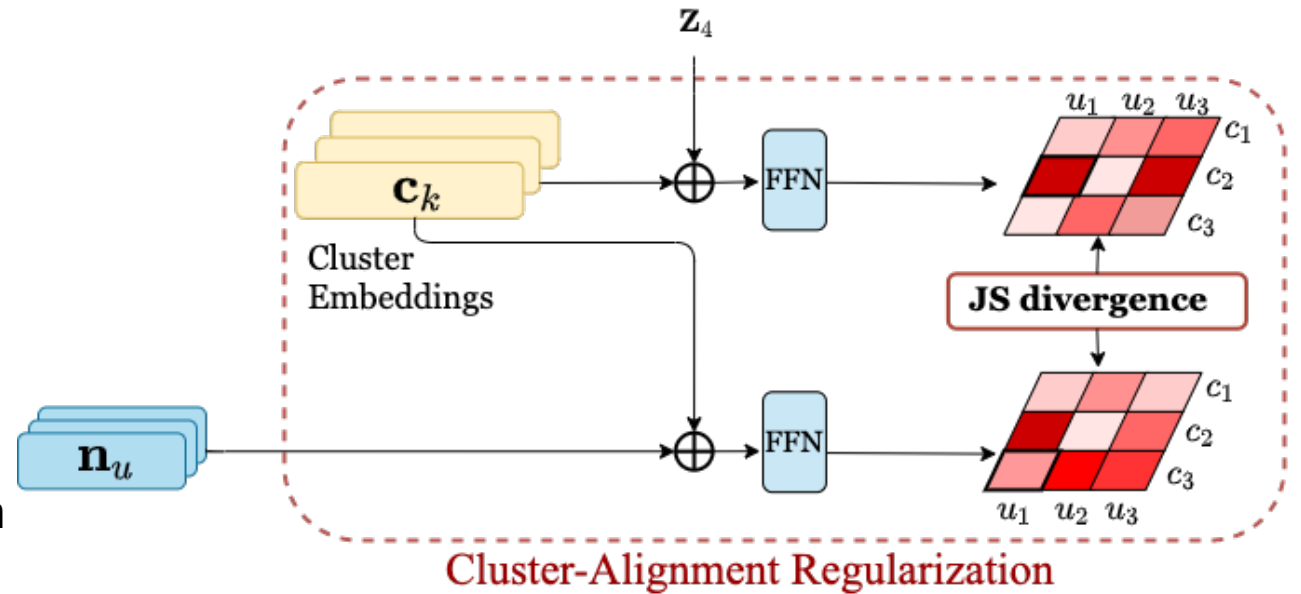 z₄
u₁ u₂ u₃
c₁
c₂
c₃
cₖ
FFN
Cluster
Embeddings
JS divergence
nᵤ
FFN
c₁
c₂
c₃
u₁ u₂ u₃
Cluster-Alignment Regularization